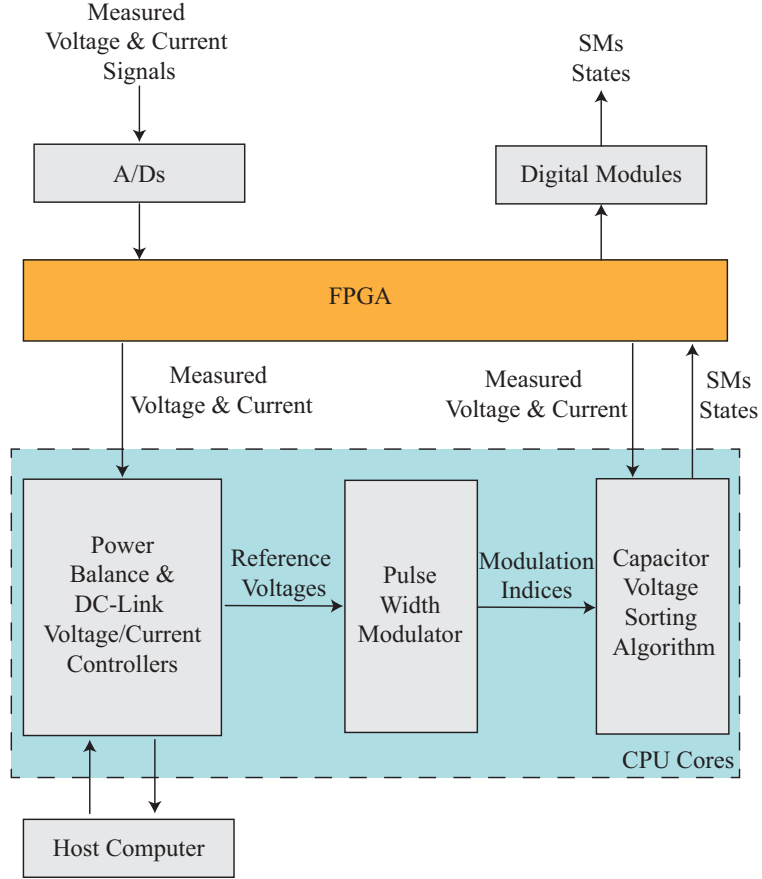 Measured
Voltage & Current
Signals
SMs
States
A/Ds
Digital Modules
FPGA
Measured
Voltage & Current
Measured
Voltage & Current
SMs
States
Power
Balance &
DC-Link
Voltage/Current
Controllers
Reference
Voltages
Pulse
Width
Modulator
Modulation
Indices
Capacitor
Voltage
Sorting
Algorithm
CPU Cores
Host Computer